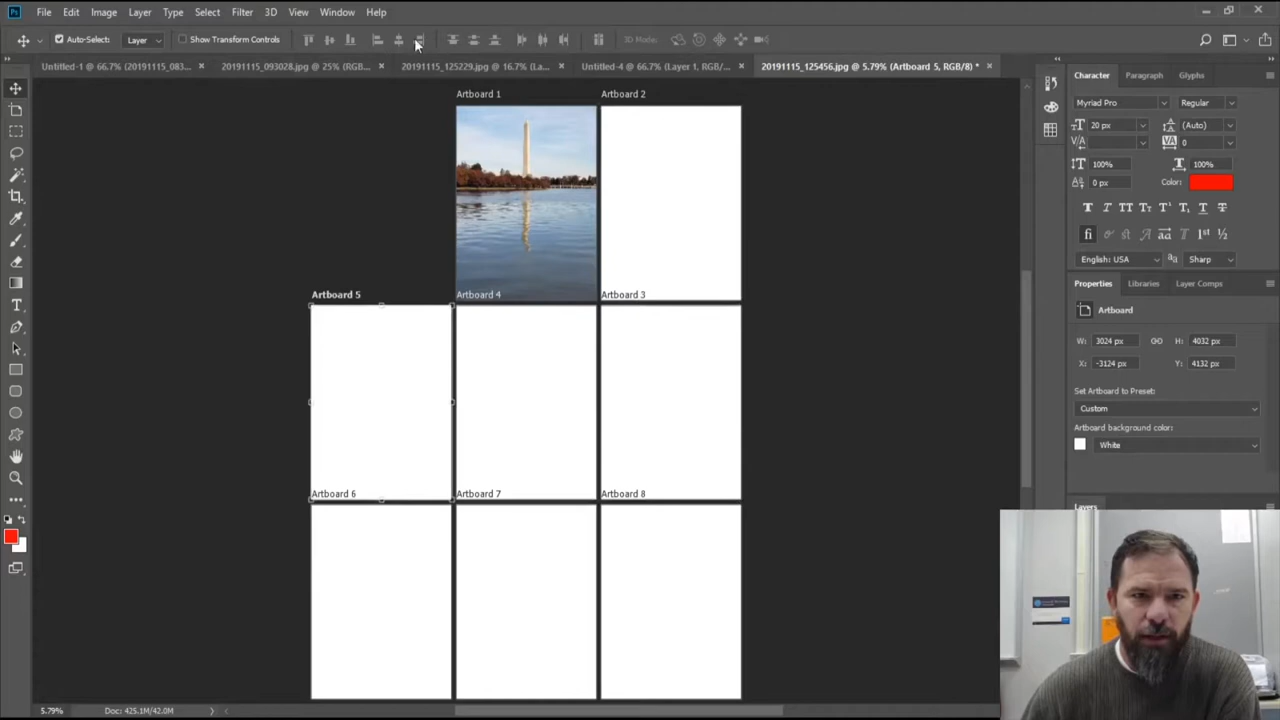 Ps File Edit Image Layer Type Select Filter 3D View Window Help
Auto-Select: Layer Show Transform Controls 3D Mode:
Untitled-1 @ 66.7% (20191115_083... × 20191115_093028.jpg @ 25% (RGB... × 20191115_125229.jpg @ 16.7% (La... × Untitled-4 @ 66.7% (Layer 1, RGB/... × 20191115_125456.jpg @ 5.79% (Artboard 5, RGB/8) * ×
Character Paragraph Glyphs
Artboard 1 Artboard 2
Myriad Pro Regular
20 px (Auto)
0
100% 100%
0 px Color:
English: USA Sharp
Properties Libraries Layer Comps
Artboard 5 Artboard 4 Artboard 3
Artboard
W: 3024 px H: 4032 px
X: -3124 px Y: 4132 px
Set Artboard to Preset:
Custom
Artboard background color:
White
Artboard 6 Artboard 7 Artboard 8
Layers
5.79% Doc: 425.1M/42.0M